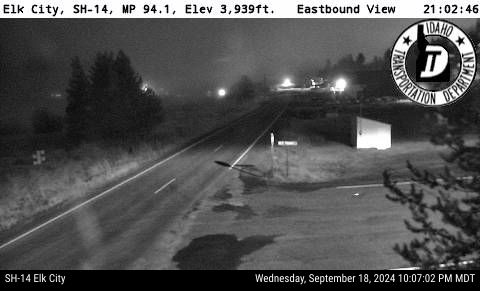 Elk City, SH-14, MP 94.1, Elev 3,939ft. Eastbound View 21:02:46
IDAHO
TRANSPORTATION DEPARTMENT
SH-14 Elk City Wednesday, September 18, 2024 10:07:02 PM MDT